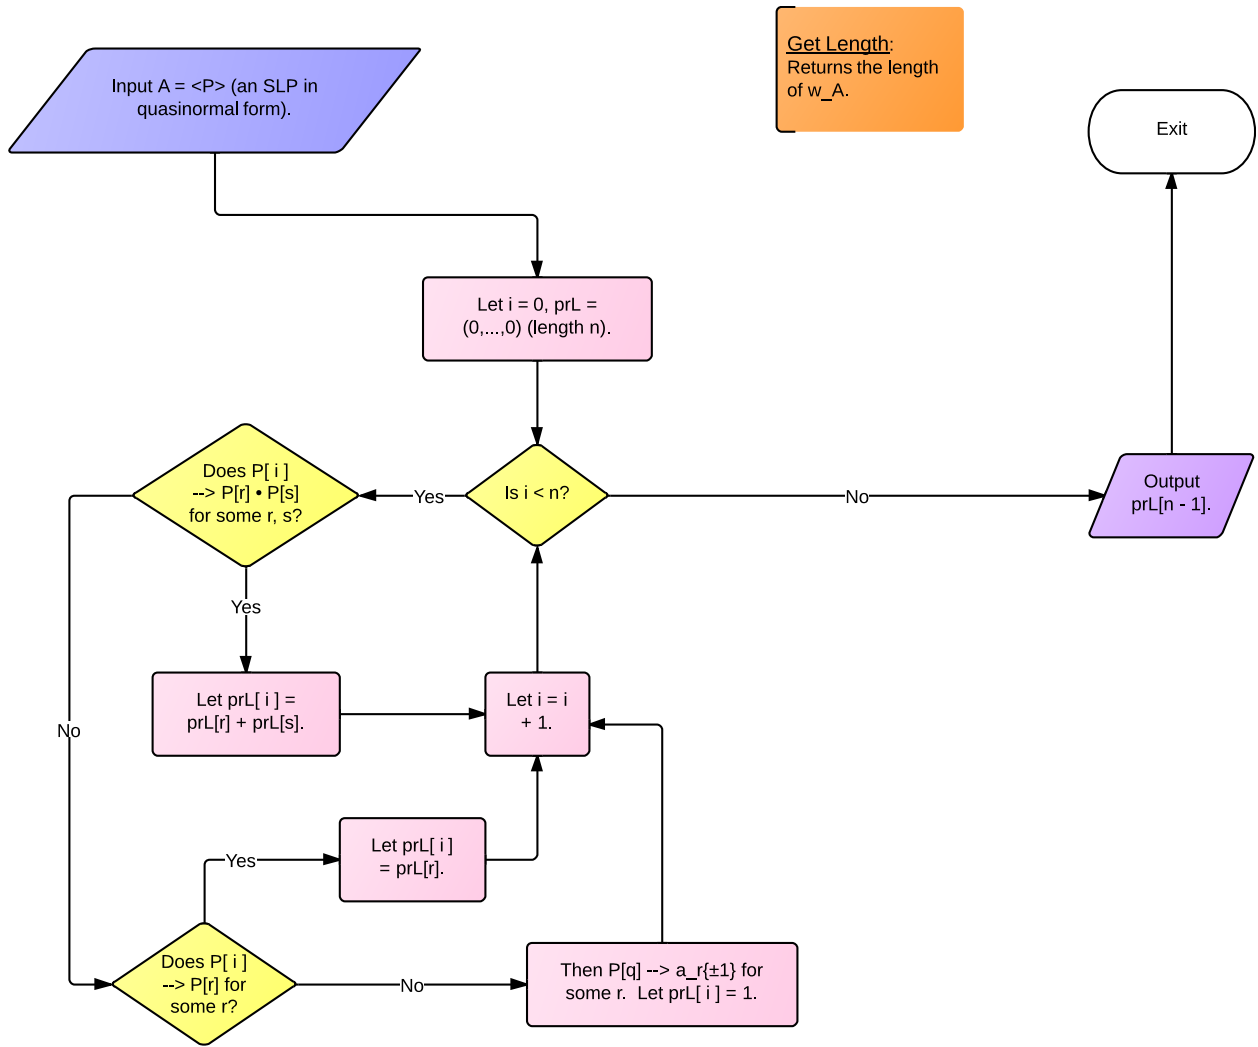 Get Length:
Returns the length
of w_A.
Input A = <P> (an SLP in
quasinormal form).
Exit
Let i = 0, prL =
(0,...,0) (length n).
Does P[ i ]
--> P[r] • P[s]
for some r, s?
Yes
Is i < n?
No
Output
prL[n - 1].
Yes
Let prL[ i ] =
prL[r] + prL[s].
Let i = i
+ 1.
No
Let prL[ i ]
= prL[r].
Yes
Does P[ i ]
--> P[r] for
some r?
No
Then P[q] --> a_r{±1} for
some r.  Let prL[ i ] = 1.